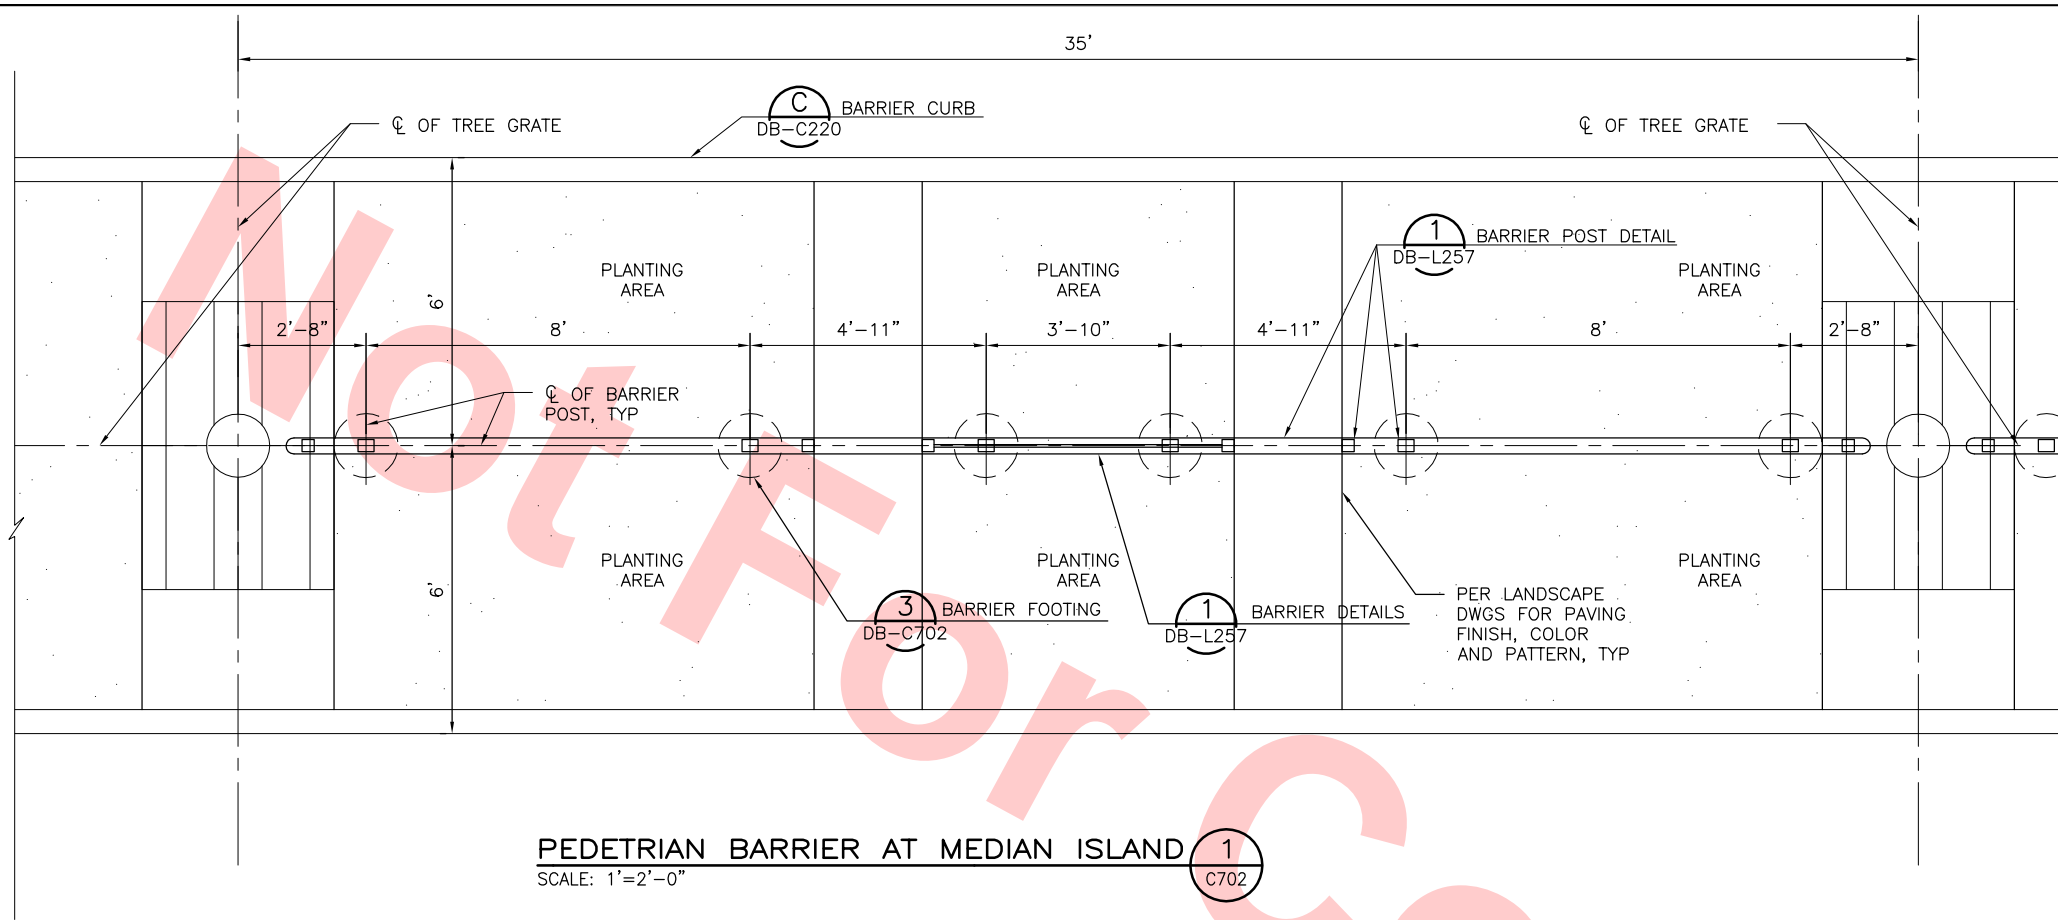 35'
C
BARRIER CURB
DB-C220
℄ OF TREE GRATE
℄ OF TREE GRATE
1
BARRIER POST DETAIL
DB-L257
PLANTING
AREA
PLANTING
AREA
PLANTING
AREA
6'
2'-8"
8'
4'-11"
3'-10"
4'-11"
8'
2'-8"
℄ OF BARRIER
POST, TYP
PLANTING
AREA
PLANTING
AREA
PLANTING
AREA
6'
3
BARRIER FOOTING
DB-C702
1
BARRIER DETAILS
DB-L257
PER LANDSCAPE
DWGS FOR PAVING
FINISH, COLOR
AND PATTERN, TYP
PEDETRIAN BARRIER AT MEDIAN ISLAND
1
C702
SCALE: 1'=2'-0"
Not For